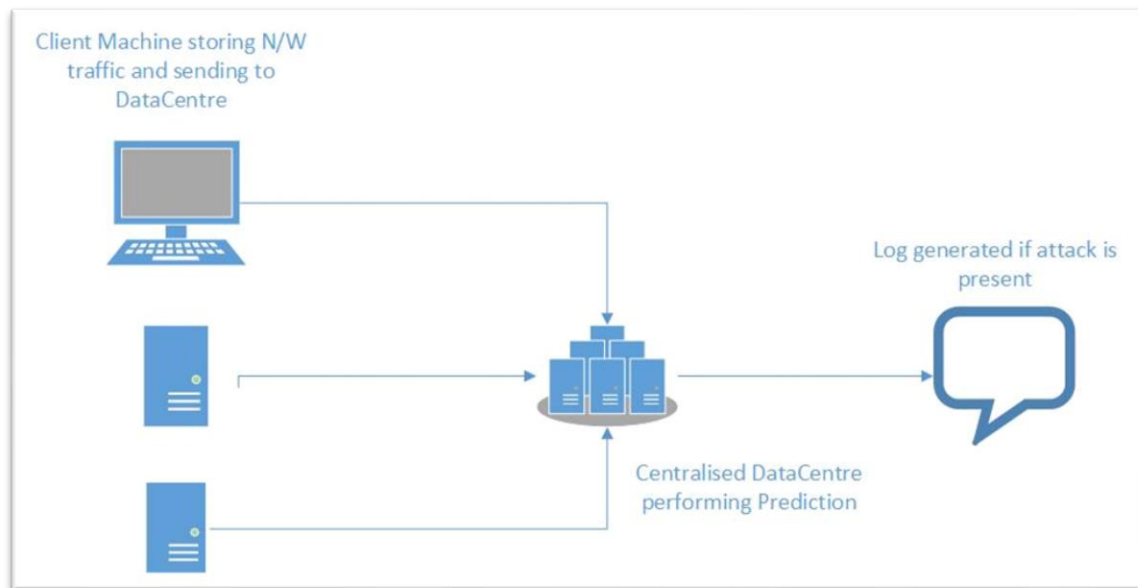 Client Machine storing N/W
traffic and sending to
DataCentre
Log generated if attack is
present
Centralised DataCentre
performing Prediction